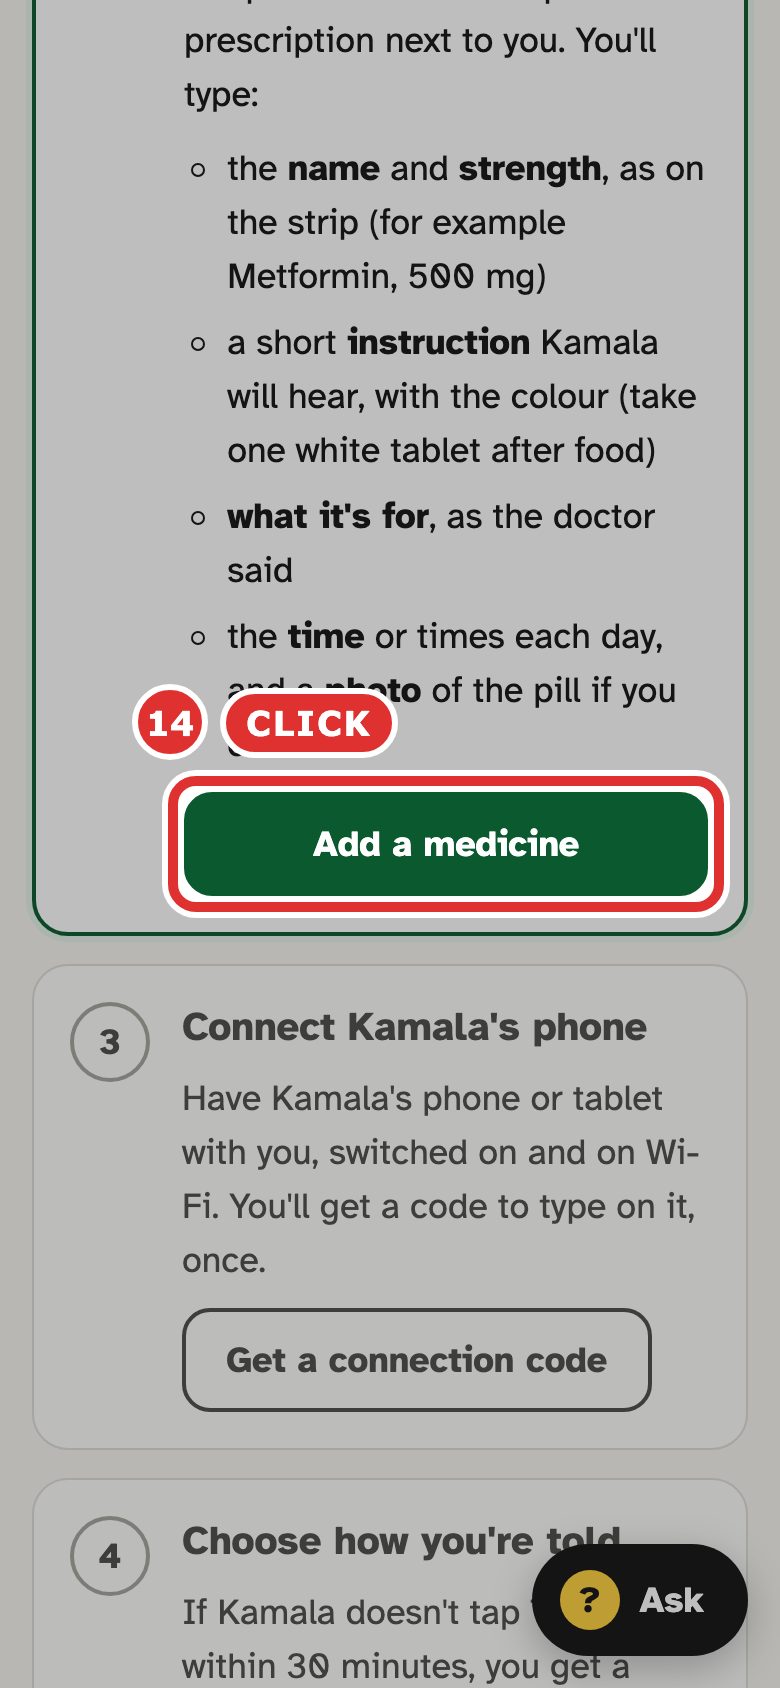 prescription next to you. You'll
type:
the name and strength, as on
the strip (for example
Metformin, 500 mg)
a short instruction Kamala
will hear, with the colour (take
one white tablet after food)
what it's for, as the doctor
said
the time or times each day,
and a photo of the pill if you
14 CLICK
Add a medicine
3 Connect Kamala's phone
Have Kamala's phone or tablet
with you, switched on and on Wi-
Fi. You'll get a code to type on it,
once.
Get a connection code
4 Choose how you're told
If Kamala doesn't tap
? Ask
within 30 minutes, you get a